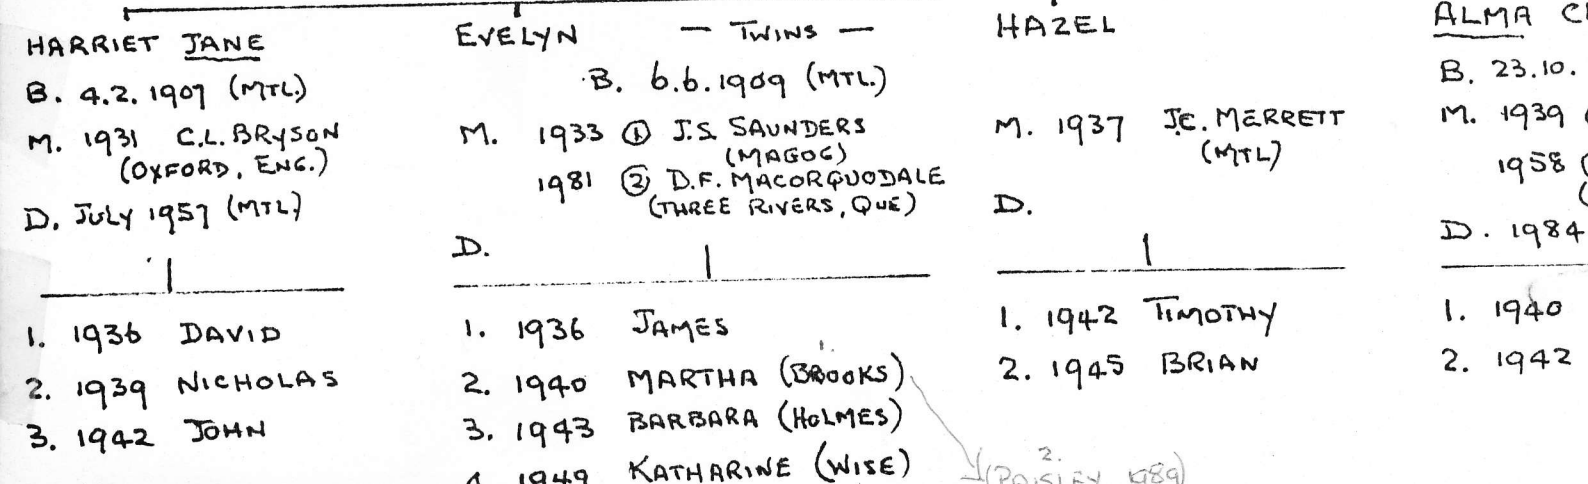 HARRIET JANE
B. 4.2.1907 (MTL)
M. 1931 C.L. BRYSON
(OXFORD, ENG.)
D. JULY 1957 (MTL)
1. 1936 DAVID
2. 1939 NICHOLAS
3. 1942 JOHN
EVELYN — TWINS — HAZEL
B. 6.6.1909 (MTL.)
M. 1933 ① J.S. SAUNDERS
(MAGOG)
1981 ② D.F. MACORQUODALE
(THREE RIVERS, QUE)
D.
1. 1936 JAMES
1.
2. 1940 MARTHA (BROOKS)
3. 1943 BARBARA (HOLMES)
4. 1949 KATHARINE (WISE)
2.
1989)
M. 1937 J.C. MERRETT
(MTL)
D.
1. 1942 TIMOTHY
2. 1945 BRIAN
ALMA
B. 23.10.
M. 1939
1958
D. 1984
1. 1940
2. 1942